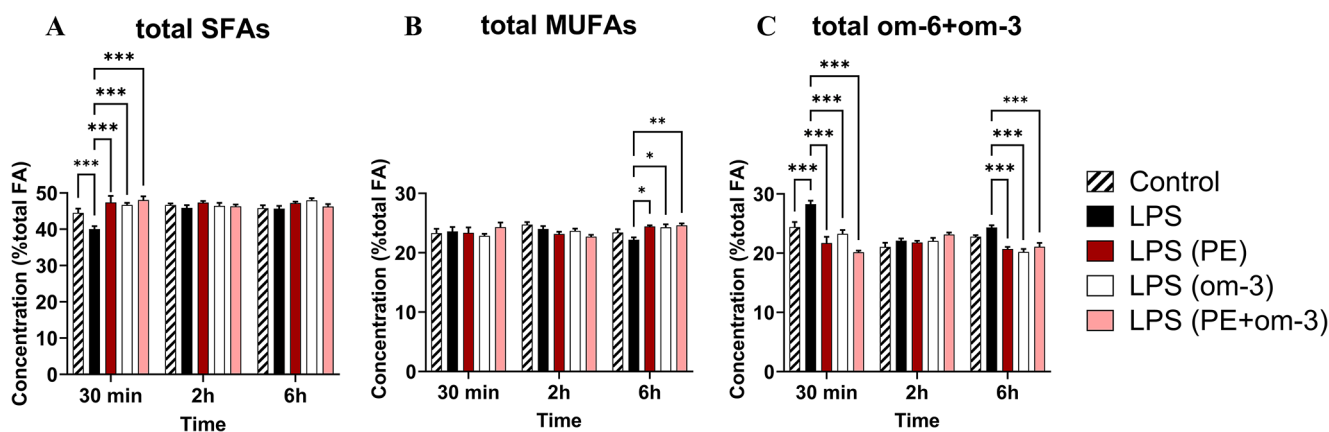 A total SFAs
***
***
***
***
Concentration (%total FA)
50
40
30
20
10
0
30 min 2h 6h
Time
B total MUFAs
**
*
*
Concentration (%total FA)
30
20
10
0
30 min 2h 6h
Time
C total om-6+om-3
***
***
***
***
***
***
***
Concentration (%total FA)
30
20
10
0
30 min 2h 6h
Time
Control
LPS
LPS (PE)
LPS (om-3)
LPS (PE+om-3)